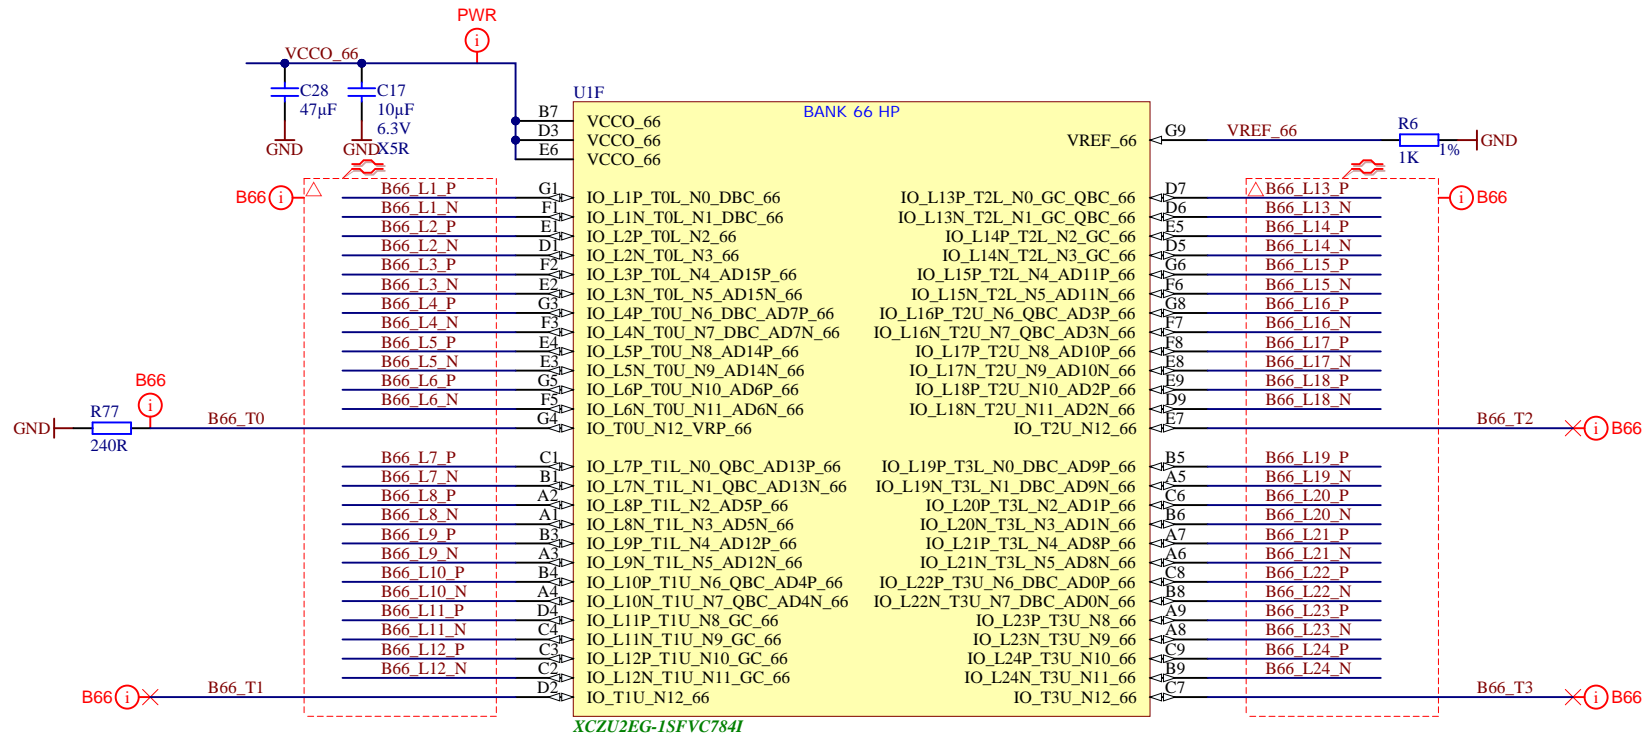 PWR
i
VCCO_66
C28
47µF
GND
C17
10µF
6.3V
X5R
GND
U1F
BANK 66 HP
B7 VCCO_66
D3 VCCO_66
E6 VCCO_66
VREF_66 G9 VREF_66
R6
1K
1%
GND
B66 i
i B66
B66_L1_P G1 IO_L1P_T0L_N0_DBC_66
B66_L1_N F1 IO_L1N_T0L_N1_DBC_66
B66_L2_P E1 IO_L2P_T0L_N2_66
B66_L2_N D1 IO_L2N_T0L_N3_66
B66_L3_P F2 IO_L3P_T0L_N4_AD15P_66
B66_L3_N E2 IO_L3N_T0L_N5_AD15N_66
B66_L4_P G3 IO_L4P_T0U_N6_DBC_AD7P_66
B66_L4_N F3 IO_L4N_T0U_N7_DBC_AD7N_66
B66_L5_P E4 IO_L5P_T0U_N8_AD14P_66
B66_L5_N E3 IO_L5N_T0U_N9_AD14N_66
B66_L6_P G5 IO_L6P_T0U_N10_AD6P_66
B66_L6_N F5 IO_L6N_T0U_N11_AD6N_66
B66
i
GND
R77
240R
B66_T0 G4 IO_T0U_N12_VRP_66
B66_L7_P C1 IO_L7P_T1L_N0_QBC_AD13P_66
B66_L7_N B1 IO_L7N_T1L_N1_QBC_AD13N_66
B66_L8_P A2 IO_L8P_T1L_N2_AD5P_66
B66_L8_N A1 IO_L8N_T1L_N3_AD5N_66
B66_L9_P B3 IO_L9P_T1L_N4_AD12P_66
B66_L9_N A3 IO_L9N_T1L_N5_AD12N_66
B66_L10_P B4 IO_L10P_T1U_N6_QBC_AD4P_66
B66_L10_N A4 IO_L10N_T1U_N7_QBC_AD4N_66
B66_L11_P D4 IO_L11P_T1U_N8_GC_66
B66_L11_N C4 IO_L11N_T1U_N9_GC_66
B66_L12_P C3 IO_L12P_T1U_N10_GC_66
B66_L12_N C2 IO_L12N_T1U_N11_GC_66
B66 i B66_T1 D2 IO_T1U_N12_66
IO_L13P_T2L_N0_GC_QBC_66 D7 B66_L13_P
IO_L13N_T2L_N1_GC_QBC_66 D6 B66_L13_N
IO_L14P_T2L_N2_GC_66 E5 B66_L14_P
IO_L14N_T2L_N3_GC_66 D5 B66_L14_N
IO_L15P_T2L_N4_AD11P_66 G6 B66_L15_P
IO_L15N_T2L_N5_AD11N_66 F6 B66_L15_N
IO_L16P_T2U_N6_QBC_AD3P_66 G8 B66_L16_P
IO_L16N_T2U_N7_QBC_AD3N_66 F7 B66_L16_N
IO_L17P_T2U_N8_AD10P_66 F8 B66_L17_P
IO_L17N_T2U_N9_AD10N_66 E8 B66_L17_N
IO_L18P_T2U_N10_AD2P_66 E9 B66_L18_P
IO_L18N_T2U_N11_AD2N_66 D9 B66_L18_N
IO_T2U_N12_66 E7 B66_T2 i B66
IO_L19P_T3L_N0_DBC_AD9P_66 B5 B66_L19_P
IO_L19N_T3L_N1_DBC_AD9N_66 A5 B66_L19_N
IO_L20P_T3L_N2_AD1P_66 C6 B66_L20_P
IO_L20N_T3L_N3_AD1N_66 B6 B66_L20_N
IO_L21P_T3L_N4_AD8P_66 A7 B66_L21_P
IO_L21N_T3L_N5_AD8N_66 A6 B66_L21_N
IO_L22P_T3U_N6_DBC_AD0P_66 C8 B66_L22_P
IO_L22N_T3U_N7_DBC_AD0N_66 B8 B66_L22_N
IO_L23P_T3U_N8_66 A9 B66_L23_P
IO_L23N_T3U_N9_66 A8 B66_L23_N
IO_L24P_T3U_N10_66 C9 B66_L24_P
IO_L24N_T3U_N11_66 B9 B66_L24_N
IO_T3U_N12_66 C7 B66_T3 i B66
XCZU2EG-1SFVC784I